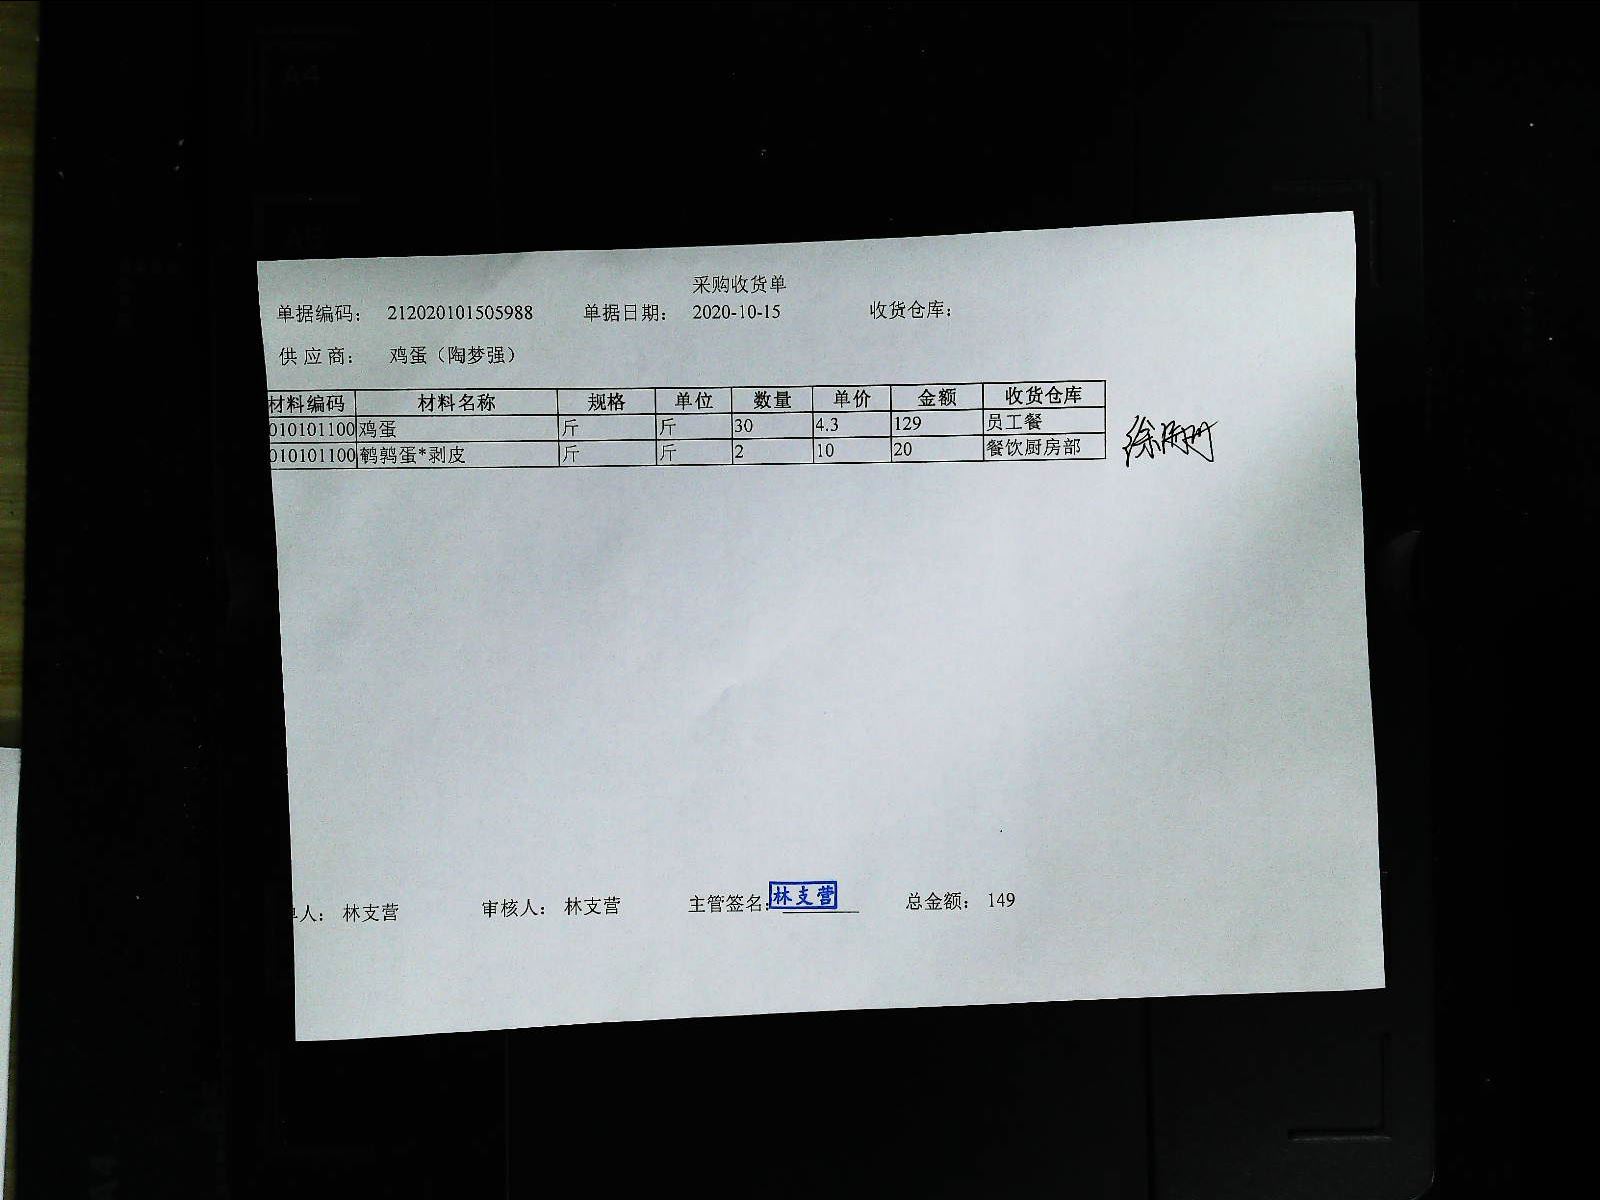 采购收货单
单据编码： 212020101505988 单据日期： 2020-10-15 收货仓库：
供应商： 鸡蛋（陶梦强）
材料编码 材料名称 规格 单位 数量 单价 金额 收货仓库
010101100 鸡蛋 斤 斤 30 4.3 129 员工餐
010101100 鹌鹑蛋*剥皮 斤 斤 2 10 20 餐饮厨房部
人： 林支营 审核人： 林支营 主管签名： 林支营 总金额： 149